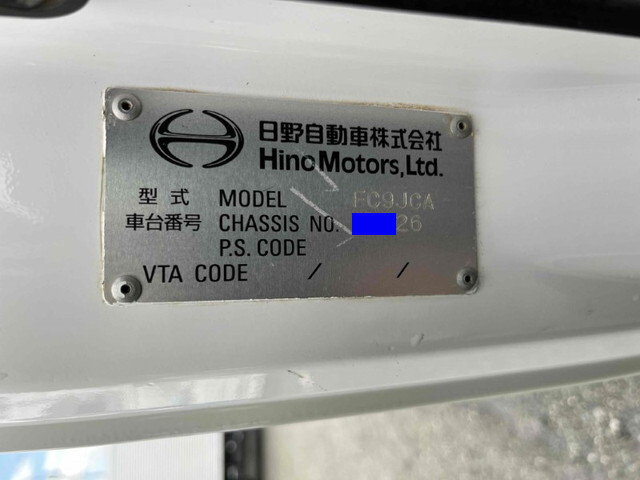 日野自動車株式会社
Hino Motors, Ltd.
型式 MODEL FC9JCA
車台番号 CHASSIS NO. 26
P.S. CODE
VTA CODE / /